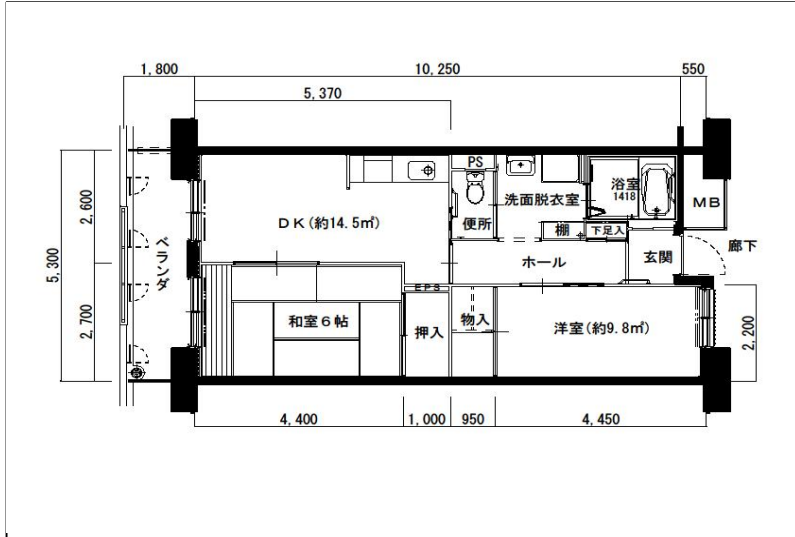 1,800
10,250
550
5,370
PS
浴室
1418
洗面脱衣室
MB
2,600
DK(約14.5㎡)
便所
棚
下足入
廊下
ベランダ
ホール
玄関
5,300
EPS
2,700
和室6帖
押入
物入
洋室(約9.8㎡)
2,200
4,400
1,000
950
4,450